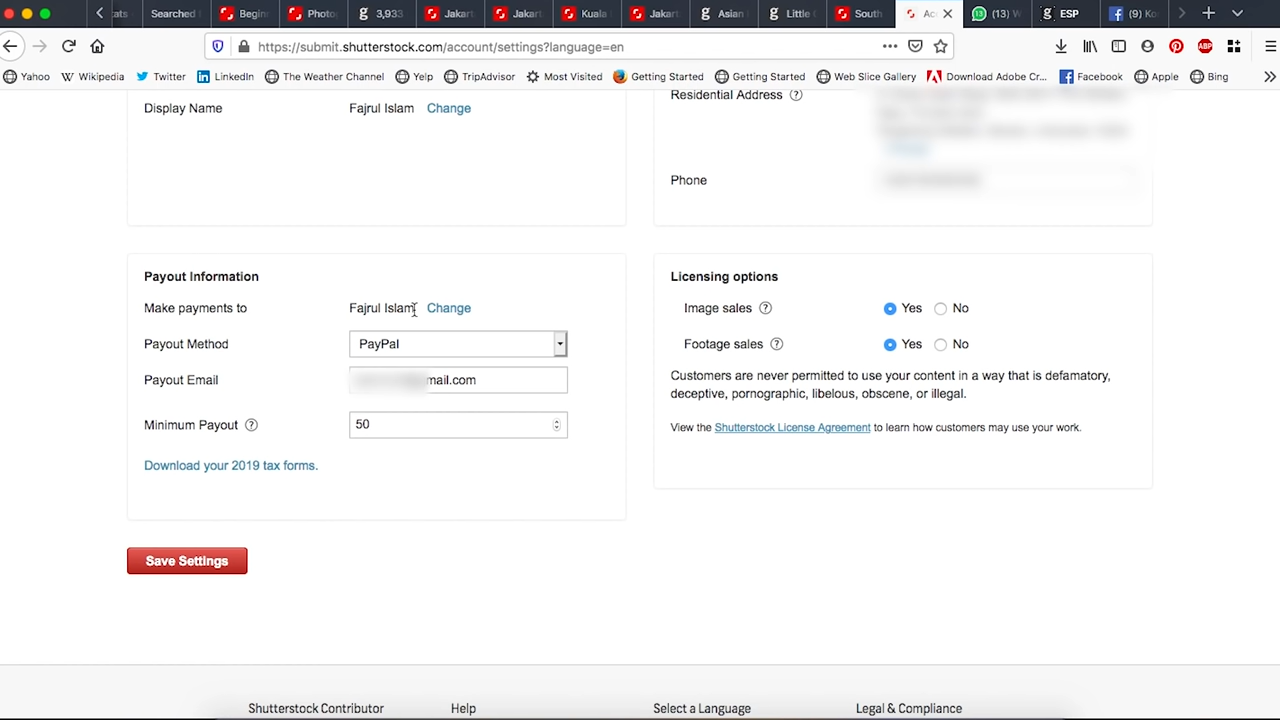 ats
Searched
Begin
Photo
3,933
Jakart
Jakart
Kuala
Jakart
Asian
Little
South
Ac
(13) W
ESP
(9) Ko
https://submit.shutterstock.com/account/settings?language=en
Yahoo
Wikipedia
Twitter
LinkedIn
The Weather Channel
Yelp
TripAdvisor
Most Visited
Getting Started
Getting Started
Web Slice Gallery
Download Adobe Cr...
Facebook
Apple
Bing
Display Name Fajrul Islam Change
Residential Address ?
Phone
Payout Information
Make payments to Fajrul Islam Change
Payout Method PayPal
Payout Email mail.com
Minimum Payout ? 50
Download your 2019 tax forms.
Licensing options
Image sales ? Yes No
Footage sales ? Yes No
Customers are never permitted to use your content in a way that is defamatory,
deceptive, pornographic, libelous, obscene, or illegal.
View the Shutterstock License Agreement to learn how customers may use your work.
Save Settings
Shutterstock Contributor
Help
Select a Language
Legal & Compliance